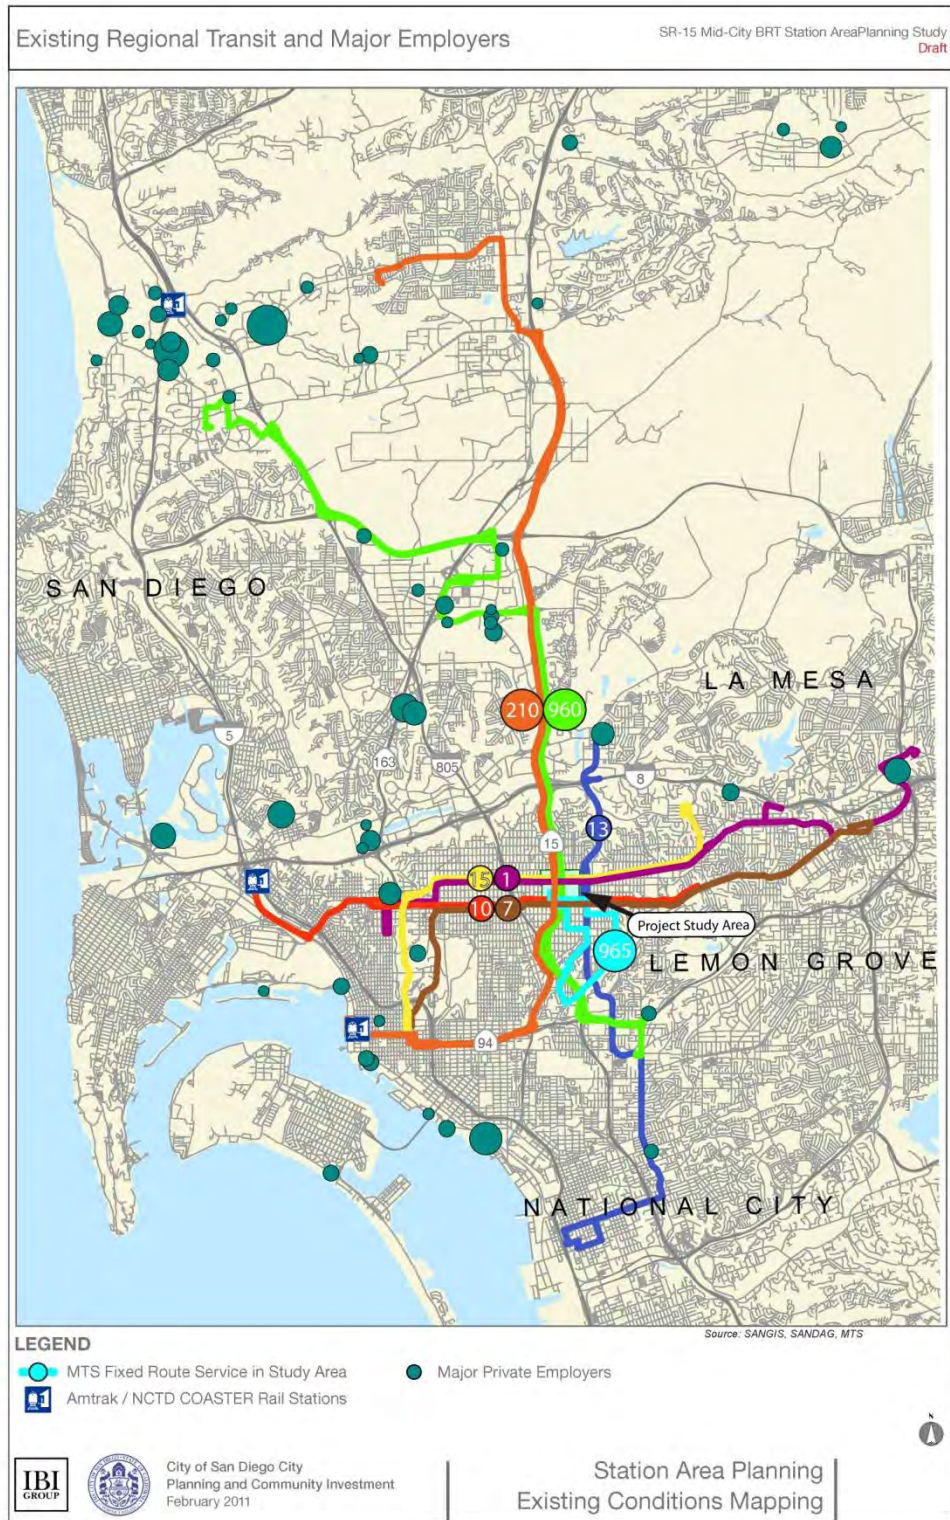 Existing Regional Transit and Major Employers
SR-15 Mid-City BRT Station AreaPlanning Study
Draft
SAN DIEGO
LA MESA
5
163
805
210
960
8
13
15
15
1
10
7
Project Study Area
965
LEMON GROVE
94
NATIONAL CITY
Source: SANGIS, SANDAG, MTS
LEGEND
MTS Fixed Route Service in Study Area
Major Private Employers
Amtrak / NCTD COASTER Rail Stations
N
IBI
GROUP
City of San Diego City
Planning and Community Investment
February 2011
Station Area Planning
Existing Conditions Mapping